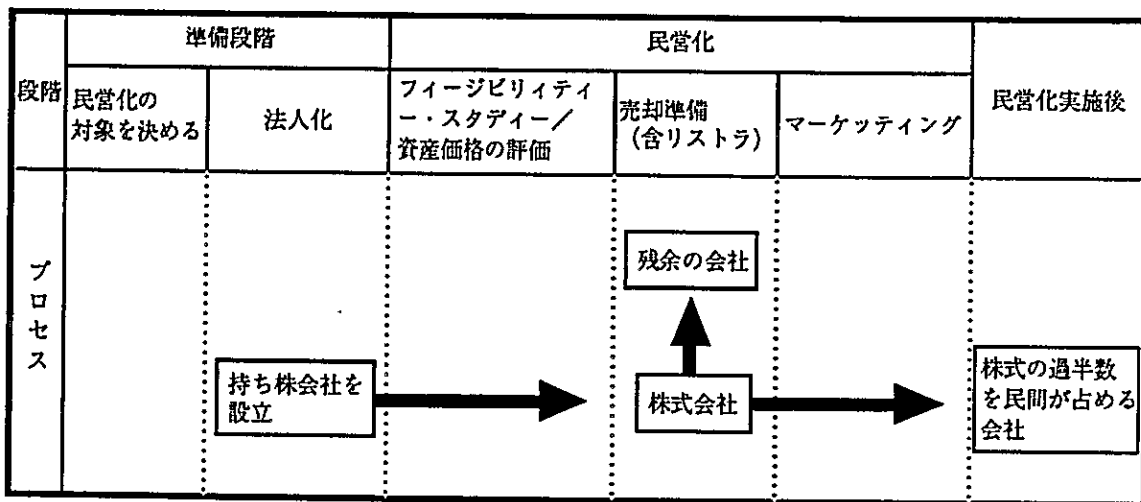 段階
準備段階
民営化
民営化実施後
民営化の
対象を決める
法人化
フィージビリィティ
ー・スタディー／
資産価格の評価
売却準備
（含リストラ）
マーケッティング
プロセス
残余の会社
持ち株会社を
設立
株式会社
株式の過半数
を民間が占める
会社